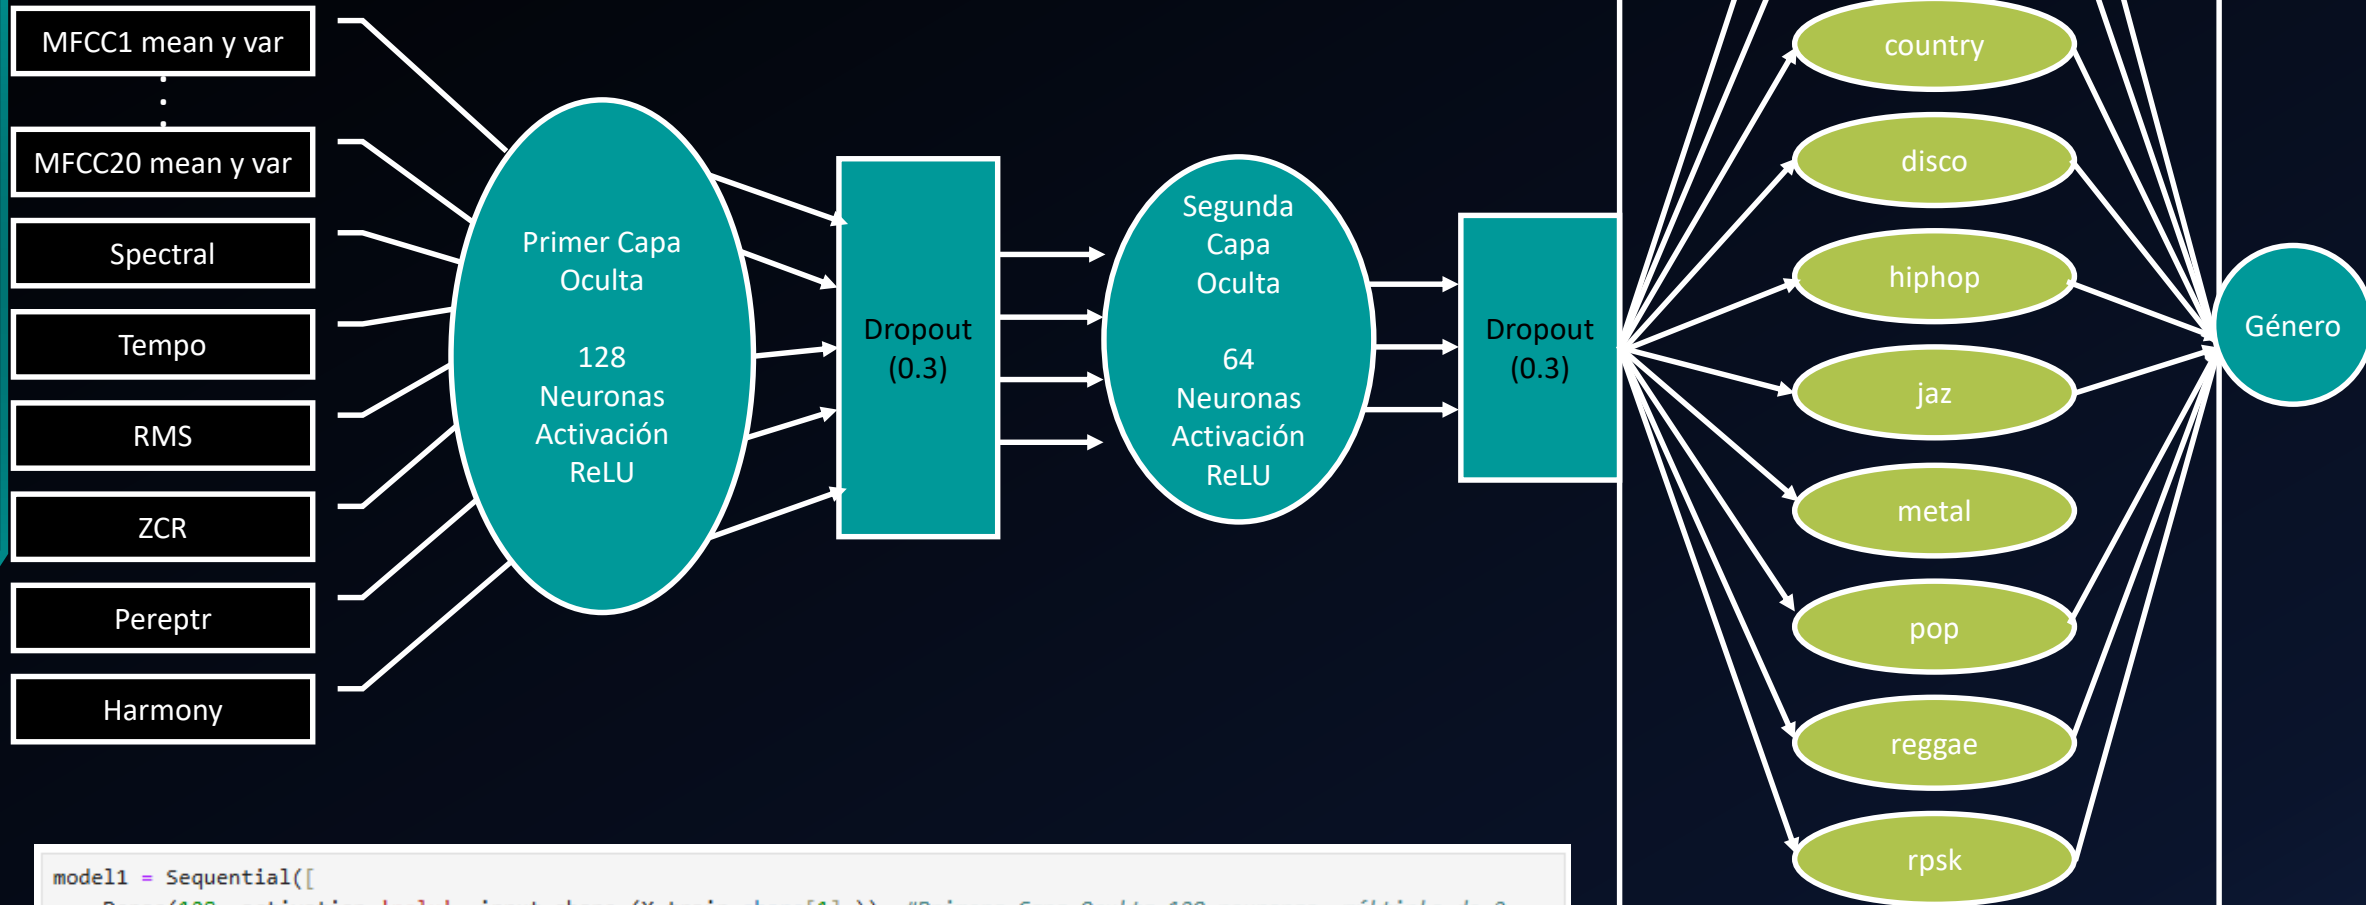 MFCC1 mean y var
.
.
.
MFCC20 mean y var
Spectral
Tempo
RMS
ZCR
Pereptr
Harmony
Primer Capa
Oculta
128
Neuronas
Activación
ReLU
Dropout
(0.3)
Segunda
Capa
Oculta
64
Neuronas
Activación
ReLU
Dropout
(0.3)
country
disco
hiphop
jaz
metal
pop
reggae
rpsk
Género
model1 = Sequential([